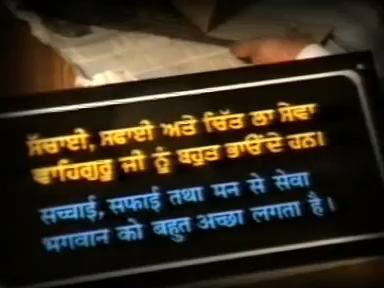 ਸੱਚਾਈ, ਸਫਾਈ ਅਤੇ ਚਿੱਤ ਲਾ ਸੇਵਾ
ਵਾਹਿਗੁਰੂ ਜੀ ਨੂੰ ਬਹੁਤ ਭਾਉਂਦੇ ਹਨ।
सच्चाई, सफाई तथा मन से सेवा
भगवान को बहुत अच्छा लगता है।